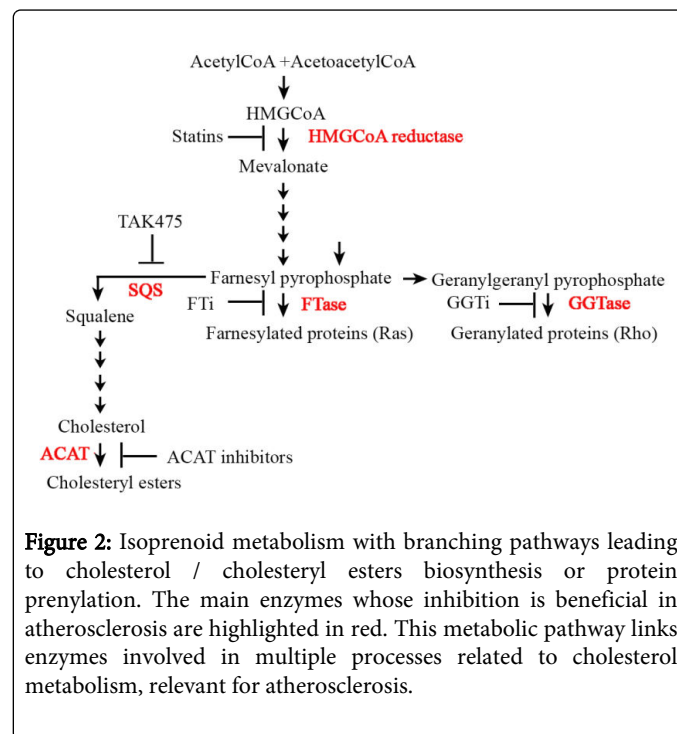 AcetylCoA +AcetoacetylCoA
HMGCoA
Statins
HMGCoA reductase
Mevalonate
TAK475
Farnesyl pyrophosphate
Geranylgeranyl pyrophosphate
SQS
FTi
FTase
GGTi
GGTase
Squalene
Farnesylated proteins (Ras)
Geranylated proteins (Rho)
Cholesterol
ACAT
ACAT inhibitors
Cholesteryl esters
Figure 2: Isoprenoid metabolism with branching pathways leading
to cholesterol / cholesteryl esters biosynthesis or protein
prenylation. The main enzymes whose inhibition is beneficial in
atherosclerosis are highlighted in red. This metabolic pathway links
enzymes involved in multiple processes related to cholesterol
metabolism, relevant for atherosclerosis.